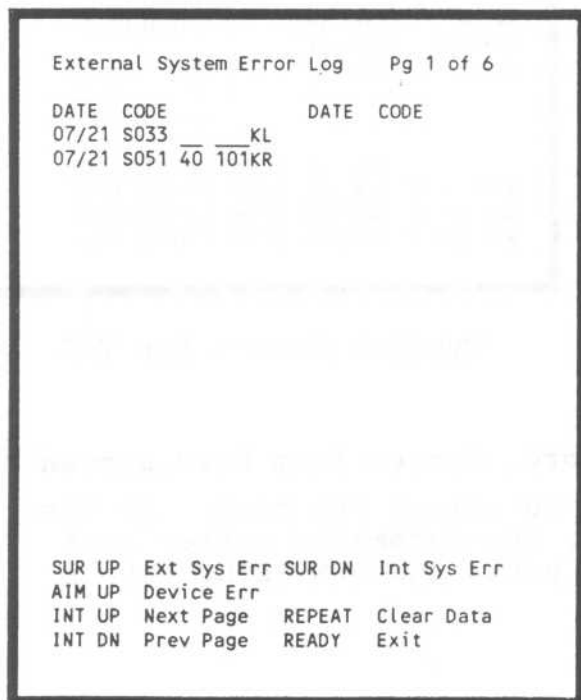 External System Error Log    Pg 1 of 6
DATE  CODE                DATE  CODE
07/21 S033 __ ___KL
07/21 S051 40 101KR
SUR UP  Ext Sys Err SUR DN  Int Sys Err
AIM UP  Device Err
INT UP  Next Page   REPEAT  Clear Data
INT DN  Prev Page   READY   Exit